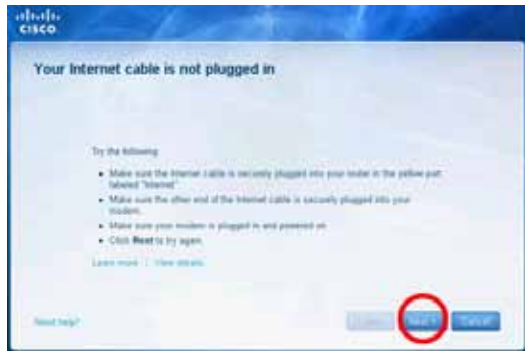 CISCO
Your Internet cable is not plugged in
Try the following
• Make sure the Internet cable is securely plugged into your router in the yellow port
labeled "Internet"
• Make sure the other end of the Internet cable is securely plugged into your
modem.
• Make sure your modem is plugged in and powered on
• Click Next to try again.
Learn more | View details
Need help?
Next
Cancel